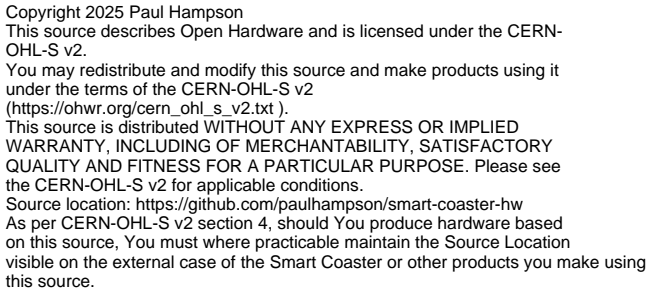 Copyright 2025 Paul Hampson
This source describes Open Hardware and is licensed under the CERN-
OHL-S v2.
You may redistribute and modify this source and make products using it
under the terms of the CERN-OHL-S v2
(https://ohwr.org/cern_ohl_s_v2.txt ).
This source is distributed WITHOUT ANY EXPRESS OR IMPLIED
WARRANTY, INCLUDING OF MERCHANTABILITY, SATISFACTORY
QUALITY AND FITNESS FOR A PARTICULAR PURPOSE. Please see
the CERN-OHL-S v2 for applicable conditions.
Source location: https://github.com/paulhampson/smart-coaster-hw
As per CERN-OHL-S v2 section 4, should You produce hardware based
on this source, You must where practicable maintain the Source Location
visible on the external case of the Smart Coaster or other products you make using
this source.